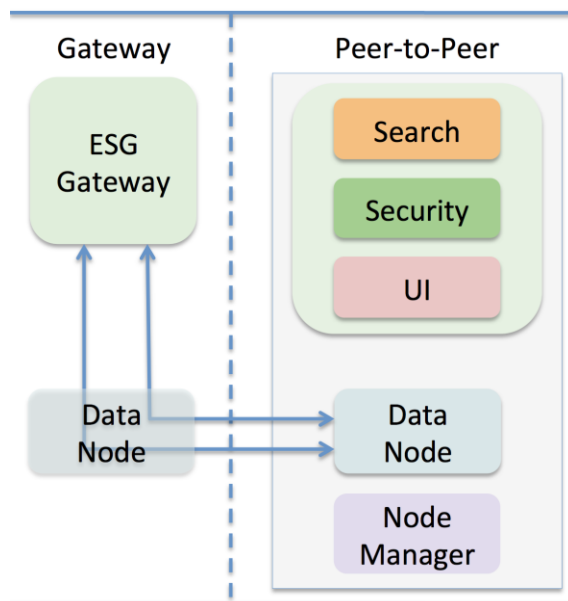 Gateway
Peer-to-Peer
ESG
Gateway
Search
Security
UI
Data
Node
Data
Node
Node
Manager